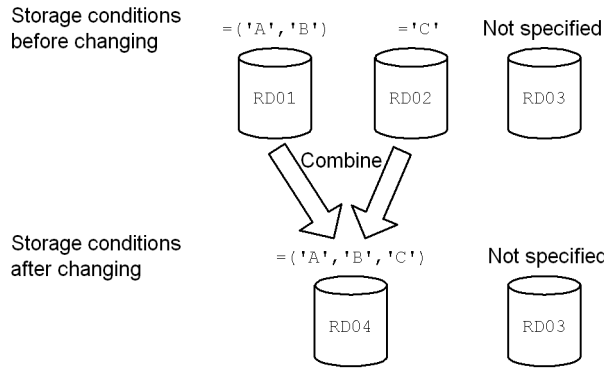 Storage conditions
before changing
=('A','B')
='C'
Not specified
RD01
RD02
RD03
Combine
Storage conditions
after changing
=('A','B','C')
Not specified
RD04
RD03